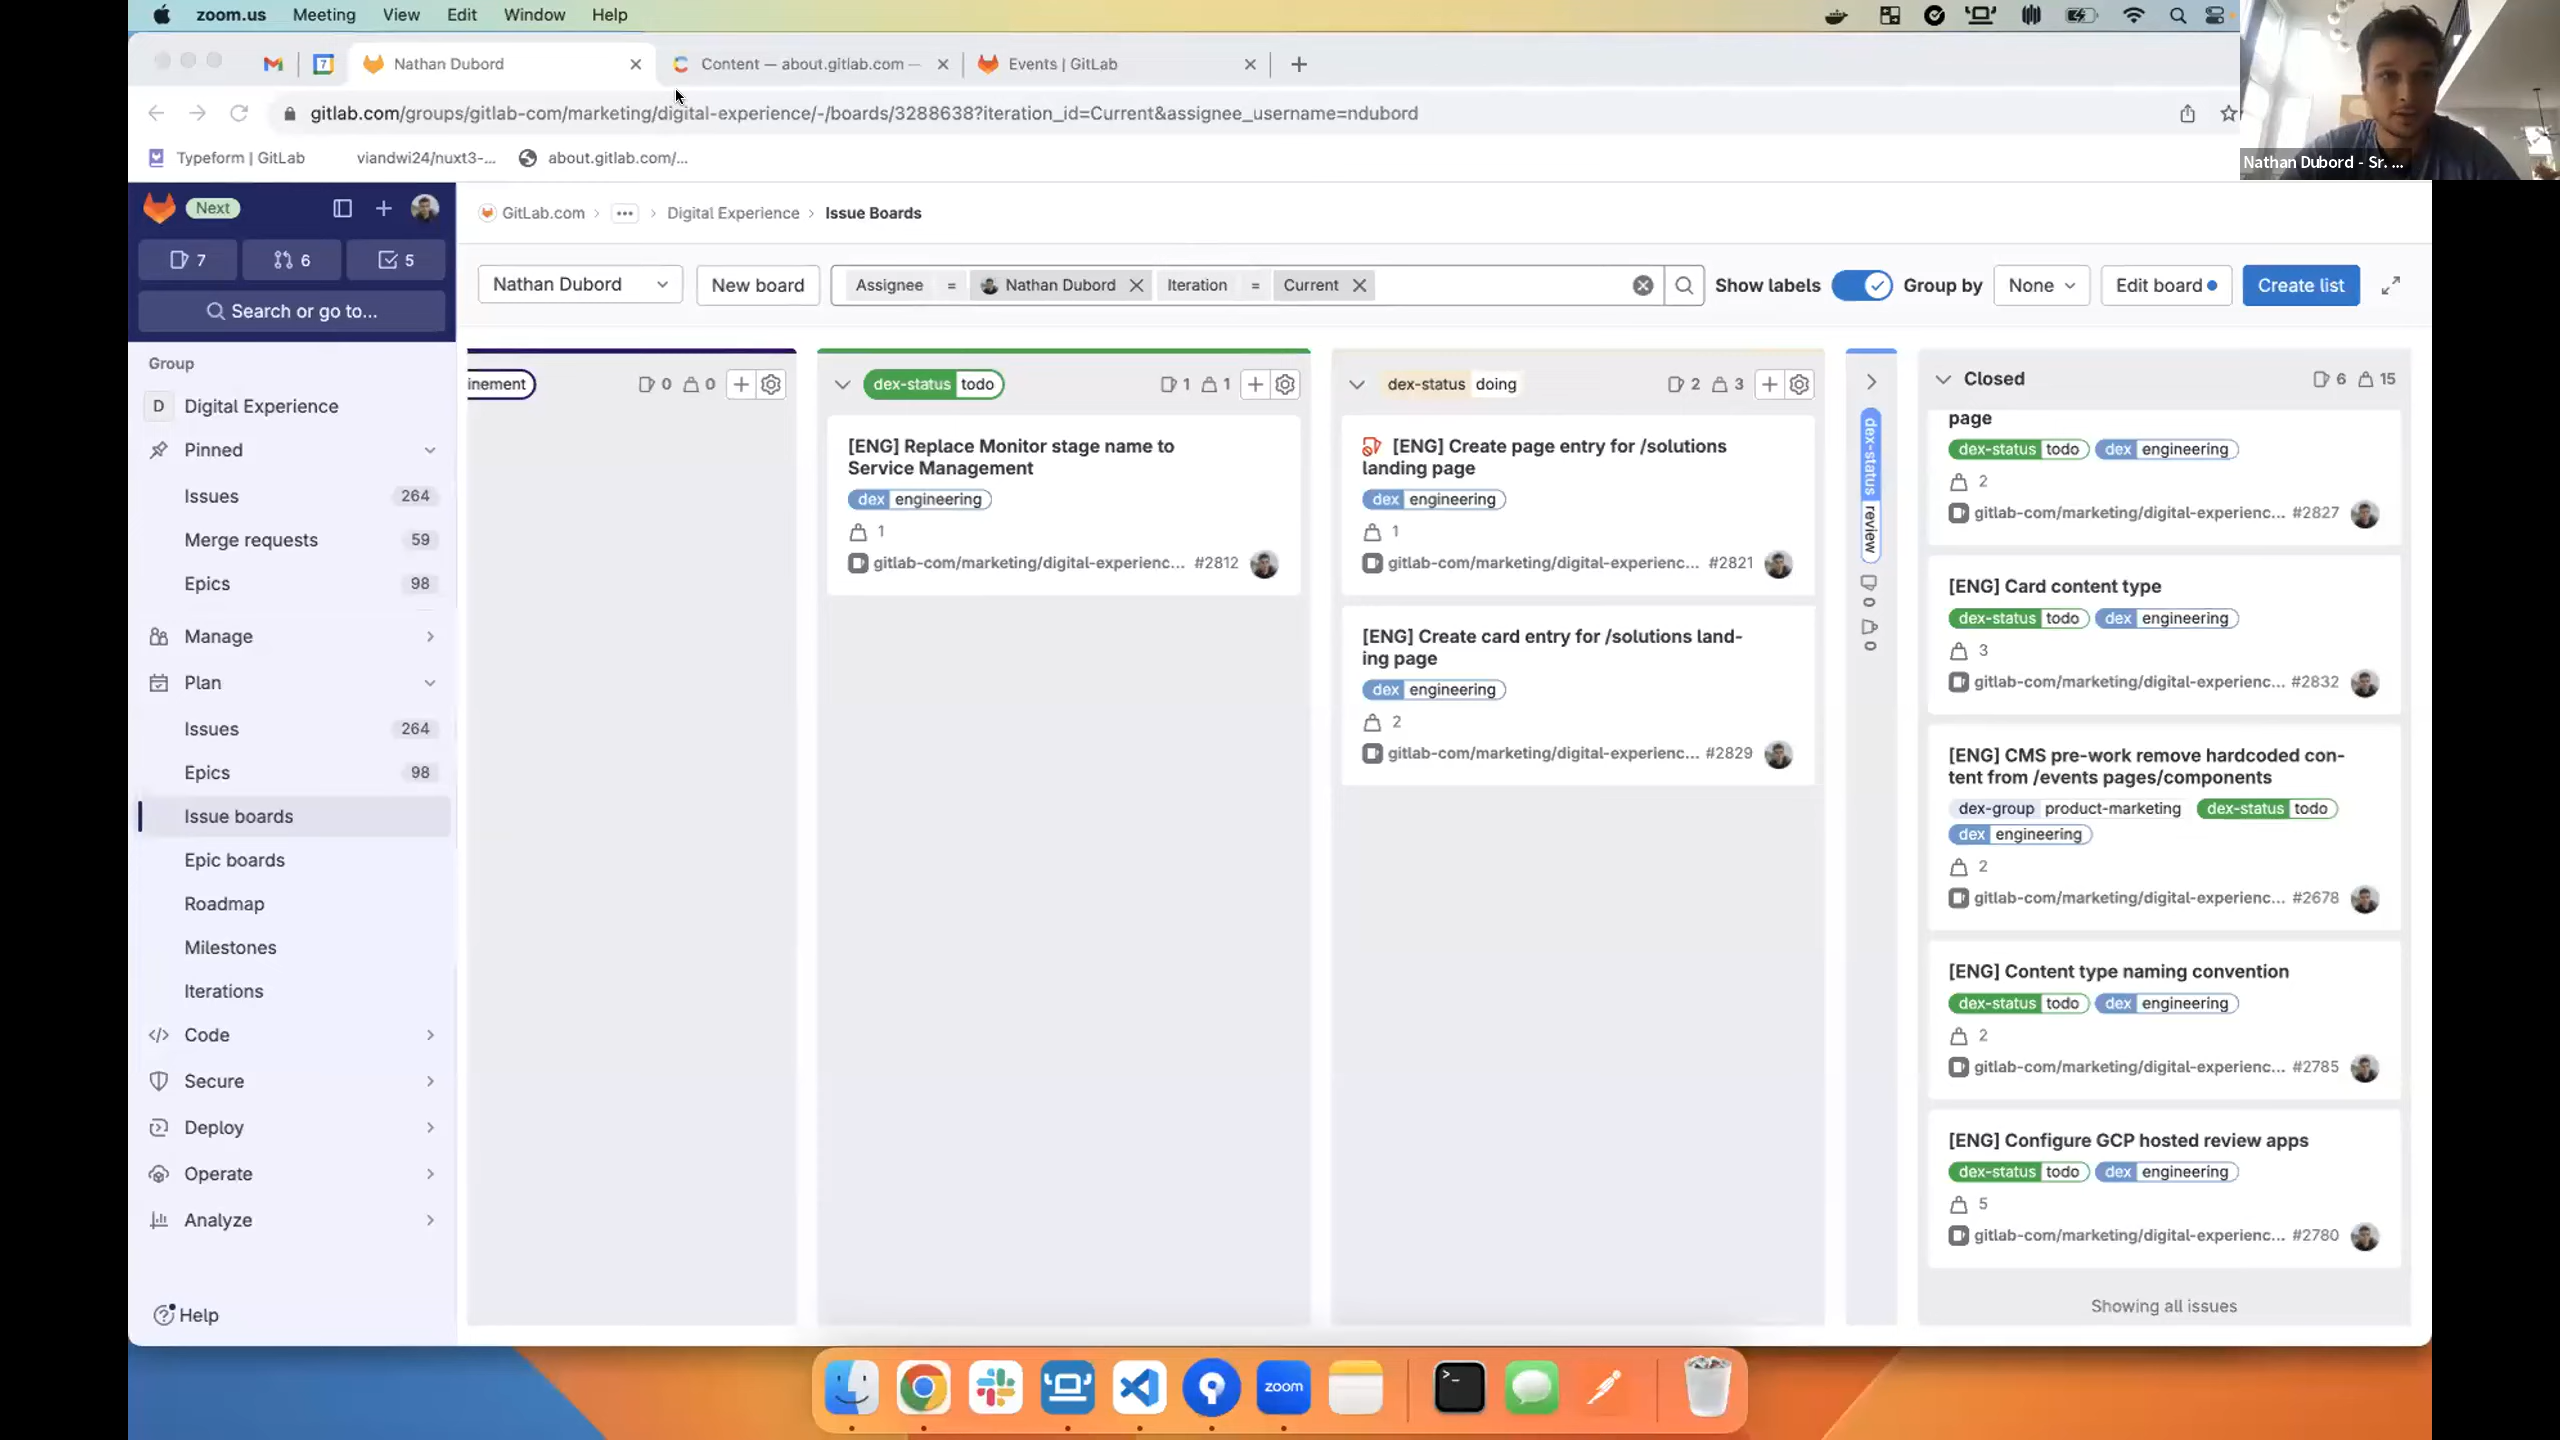 zoom.us Meeting View Edit Window Help
Nathan Dubord
Content — about.gitlab.com —
Events | GitLab
gitlab.com/groups/gitlab-com/marketing/digital-experience/-/boards/3288638?iteration_id=Current&assignee_username=ndubord
Typeform | GitLab
viandwi24/nuxt3-...
about.gitlab.com/...
Nathan Dubord - Sr. ...
Next
7
6
5
Search or go to...
Group
D Digital Experience
Pinned
Issues 264
Merge requests 59
Epics 98
Manage
Plan
Issues 264
Epics 98
Issue boards
Epic boards
Roadmap
Milestones
Iterations
Code
Secure
Deploy
Operate
Analyze
Help
GitLab.com
Digital Experience
Issue Boards
Nathan Dubord
New board
Assignee = Nathan Dubord Iteration = Current
Show labels
Group by
None
Edit board
Create list
inement
0 0
dex-status todo
1 1
[ENG] Replace Monitor stage name to
Service Management
dex engineering
1
gitlab-com/marketing/digital-experienc... #2812
dex-status doing
2 3
[ENG] Create page entry for /solutions
landing page
dex engineering
1
gitlab-com/marketing/digital-experienc... #2821
[ENG] Create card entry for /solutions land-
ing page
dex engineering
2
gitlab-com/marketing/digital-experienc... #2829
dex-status review
0
0
Closed
6 15
page
dex-status todo dex engineering
2
gitlab-com/marketing/digital-experienc... #2827
[ENG] Card content type
dex-status todo dex engineering
3
gitlab-com/marketing/digital-experienc... #2832
[ENG] CMS pre-work remove hardcoded con-
tent from /events pages/components
dex-group product-marketing dex-status todo
dex engineering
2
gitlab-com/marketing/digital-experienc... #2678
[ENG] Content type naming convention
dex-status todo dex engineering
2
gitlab-com/marketing/digital-experienc... #2785
[ENG] Configure GCP hosted review apps
dex-status todo dex engineering
5
gitlab-com/marketing/digital-experienc... #2780
Showing all issues
zoom